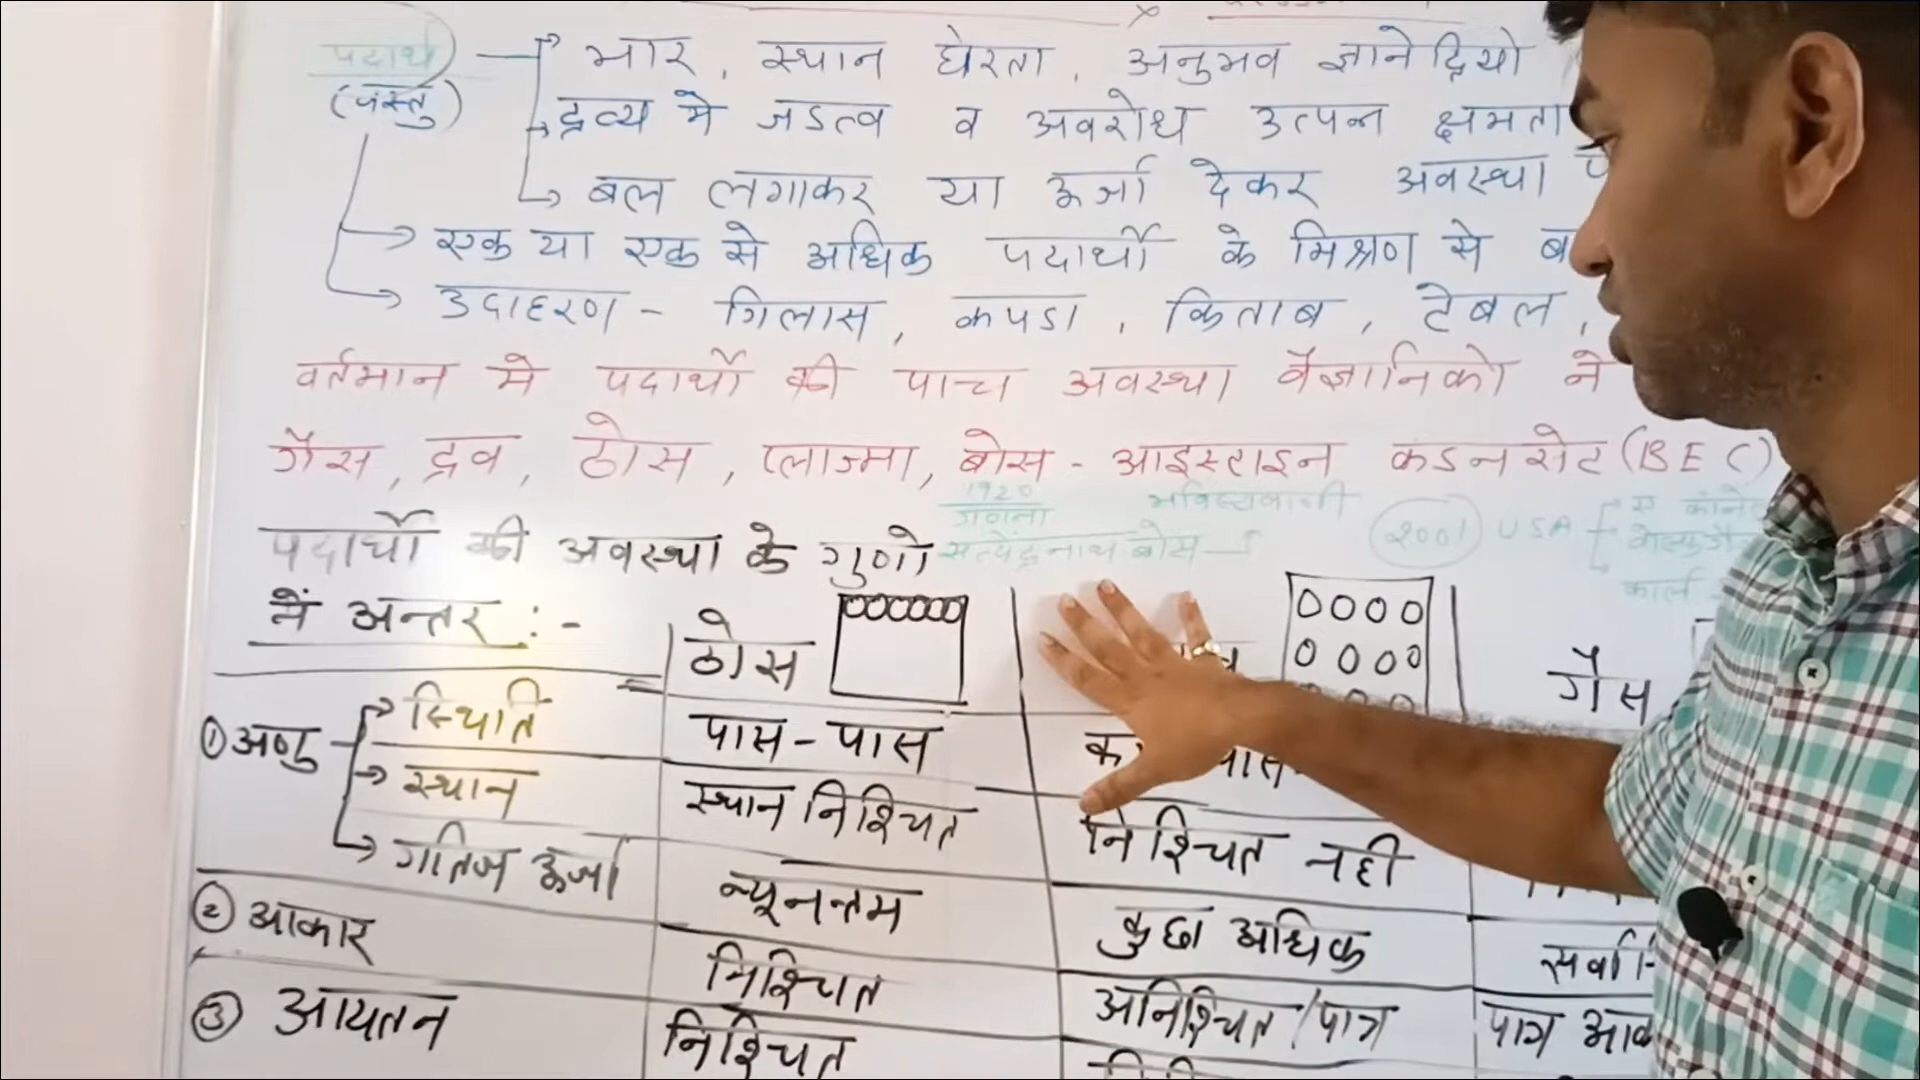 पदार्थ
(वस्तु)
भार, स्थान घेरता, अनुभव ज्ञानेद्रियो
द्रव्य मे जडत्व व अवरोध उत्पन्न क्षमता
बल लगाकर या ऊर्जा देकर अवस्था
एक या एक से अधिक पदार्थो के मिश्रण से
उदाहरण - गिलास, कपडा, किताब, टेबल,
वर्तमान मे पदार्थो की पाच अवस्था वैज्ञानिको ने
गैस, द्रव, ठोस, प्लाज्मा, बोस - आइस्टाइन कंडनसेट (BEC)
1920 भविष्यवाणी
गणना
सत्येंद्रनाथ बोस
2001 USA
कार्ल
पदार्थो की अवस्था के गुणो
में अन्तर :-
ठोस
गैस
① अणु
स्थिति पास-पास
स्थान स्थान निश्चित निश्चित नही
गतिज ऊर्जा न्यूनतम कुछ अधिक
② आकार निश्चित अनिश्चित/पात्र पात्र
③ आयतन निश्चित